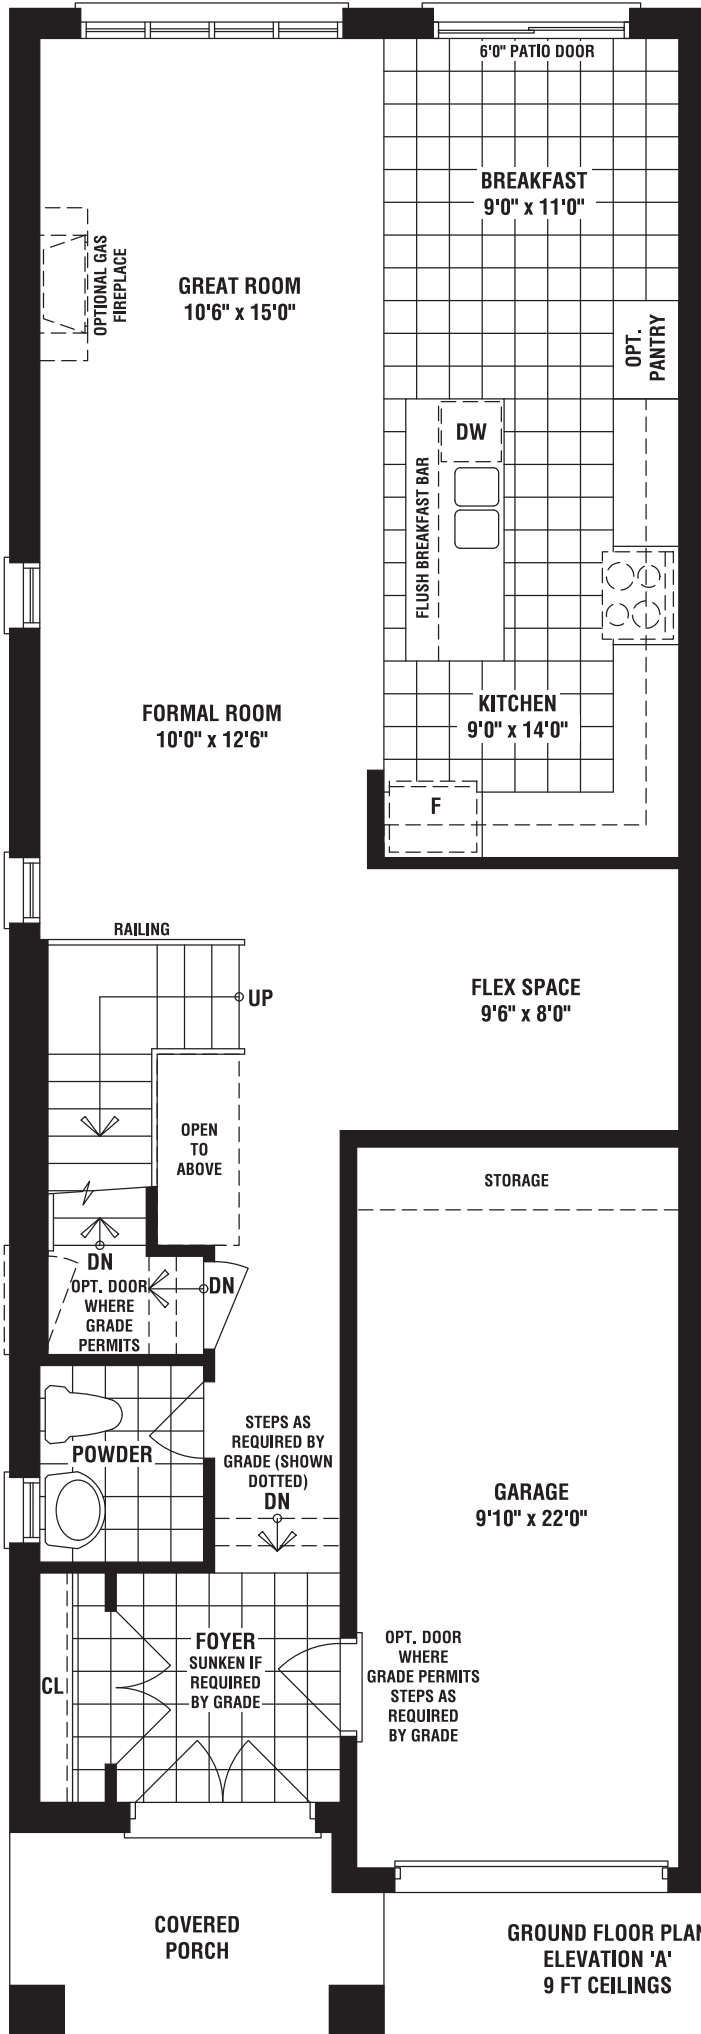 6'0" PATIO DOOR
BREAKFAST
9'0" x 11'0"
OPTIONAL GAS
FIREPLACE
GREAT ROOM
10'6" x 15'0"
OPT.
PANTRY
DW
FLUSH BREAKFAST BAR
KITCHEN
9'0" x 14'0"
FORMAL ROOM
10'0" x 12'6"
F
RAILING
UP
FLEX SPACE
9'6" x 8'0"
OPEN
TO
ABOVE
STORAGE
DN
DN
OPT. DOOR
WHERE
GRADE
PERMITS
POWDER
STEPS AS
REQUIRED BY
GRADE (SHOWN
DOTTED)
DN
GARAGE
9'10" x 22'0"
CL
FOYER
SUNKEN IF
REQUIRED
BY GRADE
OPT. DOOR
WHERE
GRADE PERMITS
STEPS AS
REQUIRED
BY GRADE
COVERED
PORCH
GROUND FLOOR PLAN
ELEVATION 'A'
9 FT CEILINGS